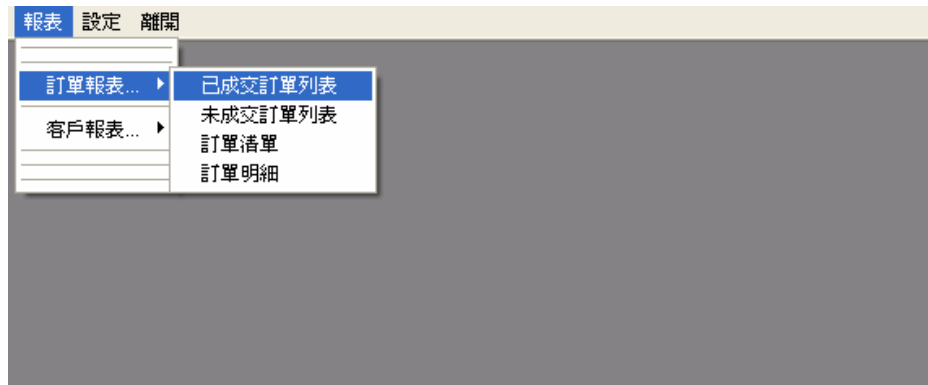 報表 設定 離開
訂單報表...
客戶報表...
已成交訂單列表
未成交訂單列表
訂單清單
訂單明細